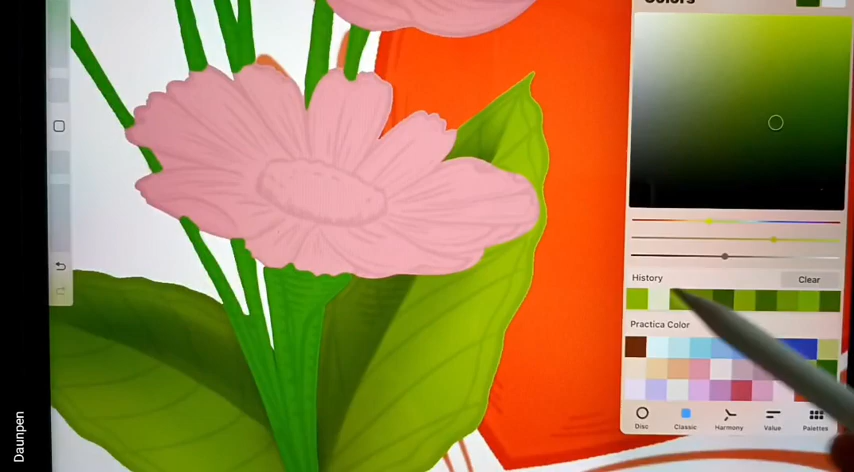 Colors
History
Clear
Practica Color
Disc
Classic
Harmony
Value
Palettes
Daunpen